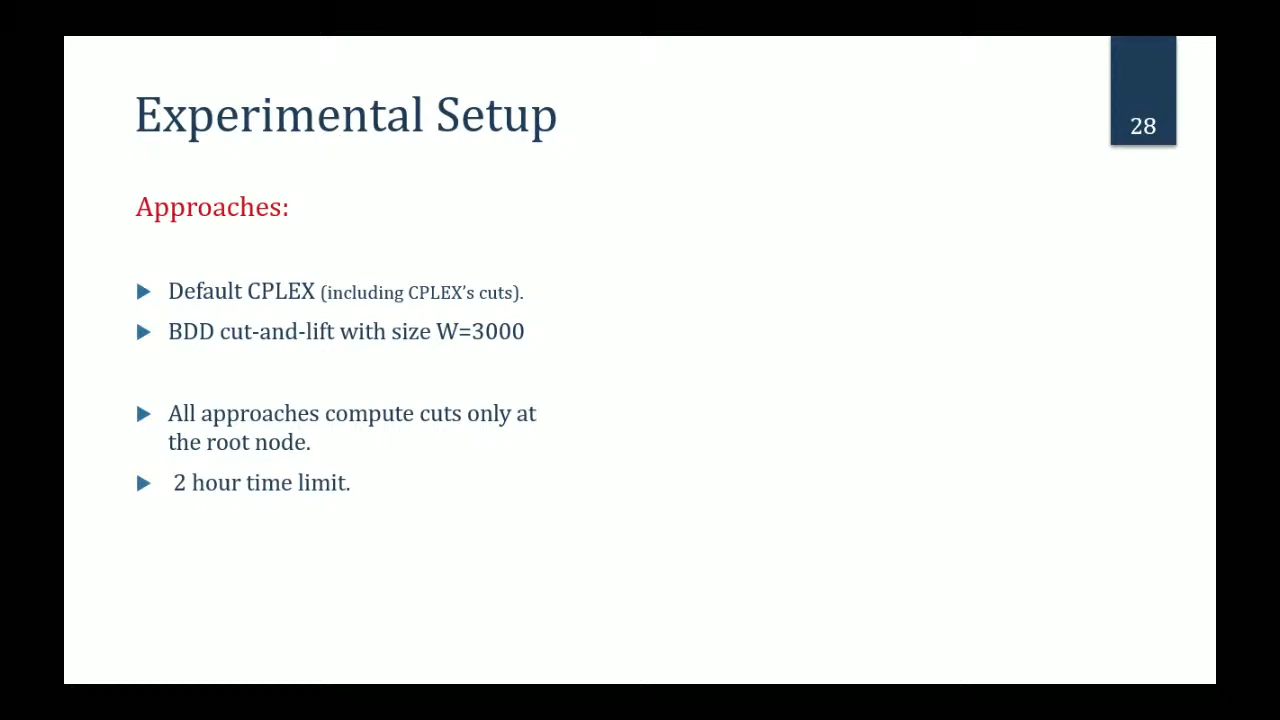 Experimental Setup
28
Approaches:
Default CPLEX (including CPLEX’s cuts).
BDD cut-and-lift with size W=3000
All approaches compute cuts only at
the root node.
2 hour time limit.